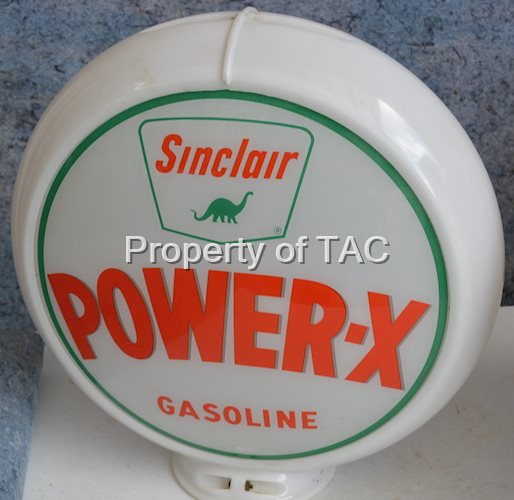 Sinclair
®
Property of TAC
POWER-X
GASOLINE